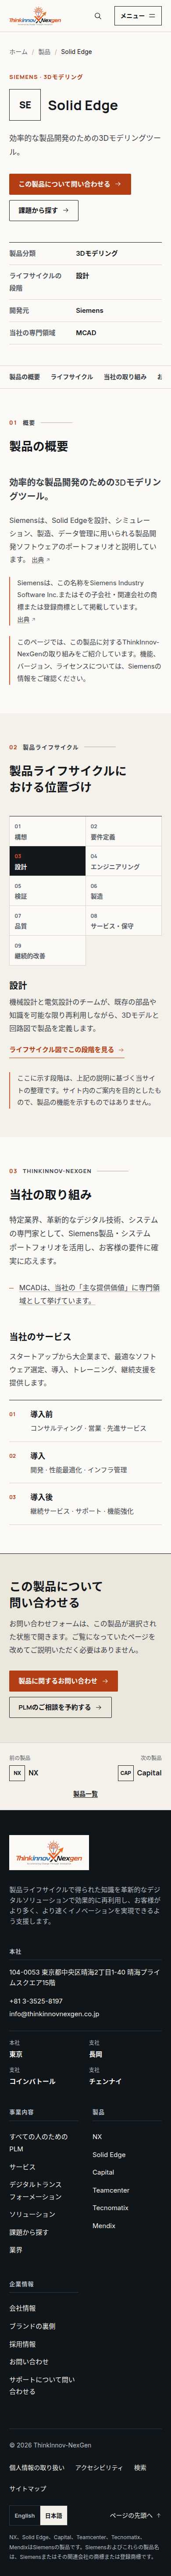 ThinkInnov NexGen
メニュー
ホーム / 製品 / Solid Edge
SIEMENS · 3Dモデリング
SE
Solid Edge
効率的な製品開発のための3Dモデリングツー
ル。
この製品について問い合わせる →
課題から探す →
製品分類 3Dモデリング
ライフサイクルの 設計
段階
開発元 Siemens
当社の専門領域 MCAD
製品の概要 ライフサイクル 当社の取り組み
01 概要
製品の概要
効率的な製品開発のための3Dモデリン
グツール。
Siemensは、Solid Edgeを設計、シミュレー
ション、製造、データ管理に用いられる製品開
発ソフトウェアのポートフォリオと説明してい
ます。 出典 ↗
Siemensは、この名称をSiemens Industry
Software Inc.またはその子会社・関連会社の商
標または登録商標として掲載しています。
出典 ↗
このページでは、この製品に対するThinkInnov-
NexGenの取り組みをご紹介しています。機能、
バージョン、ライセンスについては、Siemensの
情報をご確認ください。
02 製品ライフサイクル
製品ライフサイクルに
おける位置づけ
01
構想
02
要件定義
03
設計
04
エンジニアリング
05
検証
06
製造
07
品質
08
サービス・保守
09
継続的改善
設計
機械設計と電気設計のチームが、既存の部品や
知識を可能な限り再利用しながら、3Dモデルと
回路図で製品を定義します。
ライフサイクル図でこの段階を見る →
ここに示す段階は、上記の説明に基づく当サイ
トの整理です。サイト内のご案内を目的としたも
ので、製品の機能を示すものではありません。
03 THINKINNOV-NEXGEN
当社の取り組み
特定業界、革新的なデジタル技術、システム
の専門家として、Siemens製品・システム
ポートフォリオを活用し、お客様の要件に確
実に応えます。
— MCADは、当社の「主な提供価値」に専門領
域として挙げています。
当社のサービス
スタートアップから大企業まで、最適なソフト
ウェア選定、導入、トレーニング、継続支援を
提供します。
01 導入前
コンサルティング · 営業 · 先進サービス
02 導入
開発 · 性能最適化 · インフラ管理
03 導入後
継続サービス · サポート · 機能強化
この製品について
問い合わせる
お問い合わせフォームは、この製品が選択され
た状態で開きます。ご覧になっていたページを
改めてご説明いただく必要はありません。
製品に関するお問い合わせ →
PLMのご相談を予約する →
前の製品
NX NX
次の製品
CAP Capital
製品一覧
ThinkInnov NexGen
製品ライフサイクルで得られた知識を革新的なデジ
タルソリューションで効果的に再利用し、お客様がよ
り多く、より速くイノベーションを実現できるよ
う支援します。
本社
104-0053 東京都中央区晴海2丁目1-40 晴海プライ
ムスクエア15階
+81 3-3525-8197
info@thinkinnovnexgen.co.jp
本社
東京
支社
長岡
支社
コインバトール
支社
チェンナイ
事業内容
すべての人のための
PLM
サービス
デジタルトランス
フォーメーション
ソリューション
課題から探す
業界
製品
NX
Solid Edge
Capital
Teamcenter
Tecnomatix
Mendix
企業情報
会社情報
ブランドの裏側
採用情報
お問い合わせ
サポートについて問い
合わせる
© 2026 ThinkInnov-NexGen
個人情報の取り扱い アクセシビリティ 検索
サイトマップ
English 日本語
ページの先頭へ ↑
NX、Solid Edge、Capital、Teamcenter、Tecnomatix、
MendixはSiemensの製品です。Siemensおよびこれらの製品名
は、Siemensまたはその関連会社の商標または登録商標です。